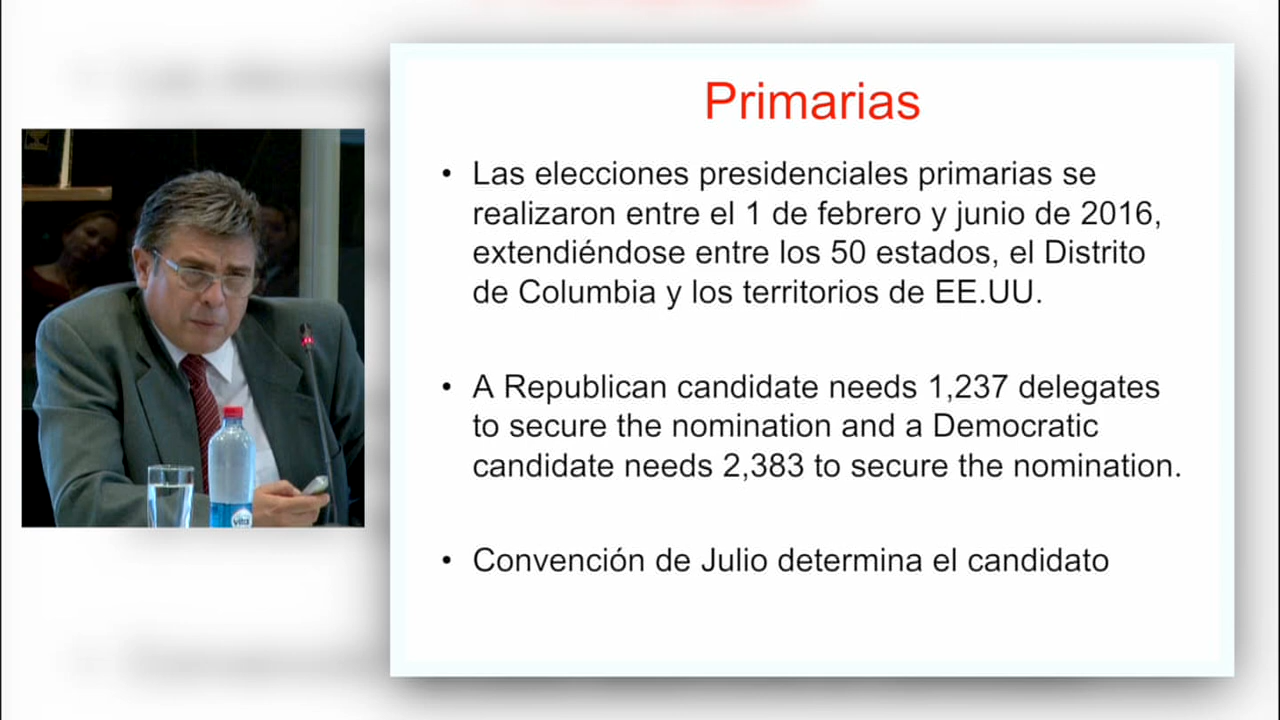 Primarias
• Las elecciones presidenciales primarias se
realizaron entre el 1 de febrero y junio de 2016,
extendiéndose entre los 50 estados, el Distrito
de Columbia y los territorios de EE.UU.
• A Republican candidate needs 1,237 delegates
to secure the nomination and a Democratic
candidate needs 2,383 to secure the nomination.
• Convención de Julio determina el candidato
vital